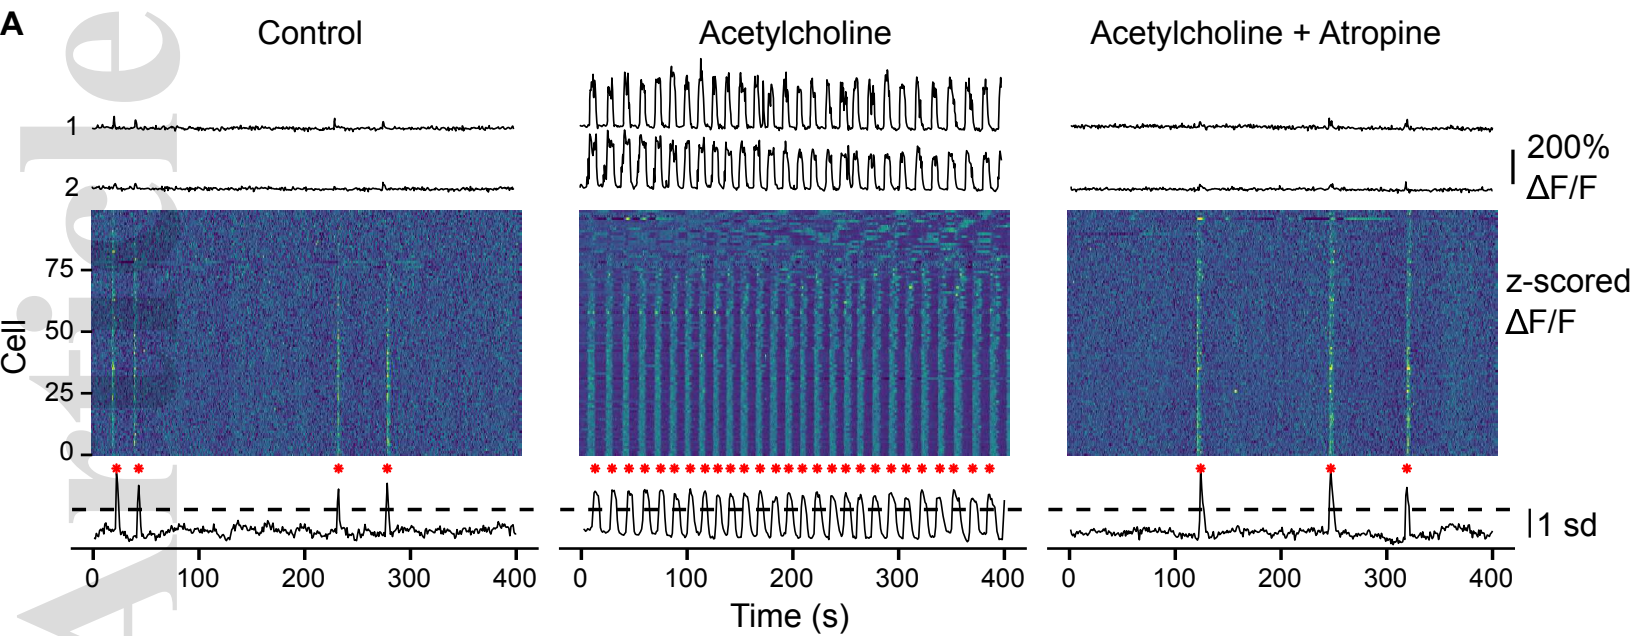 A
Control
Acetylcholine
Acetylcholine + Atropine
1
2
200%
ΔF/F
Cell
75
50
25
0
z-scored
ΔF/F
* * * *
* * * * * * * * * * * * * * * * * * * * * * * * * *
* * *
1 sd
0 100 200 300 400
0 100 200 300 400
0 100 200 300 400
Time (s)
Article